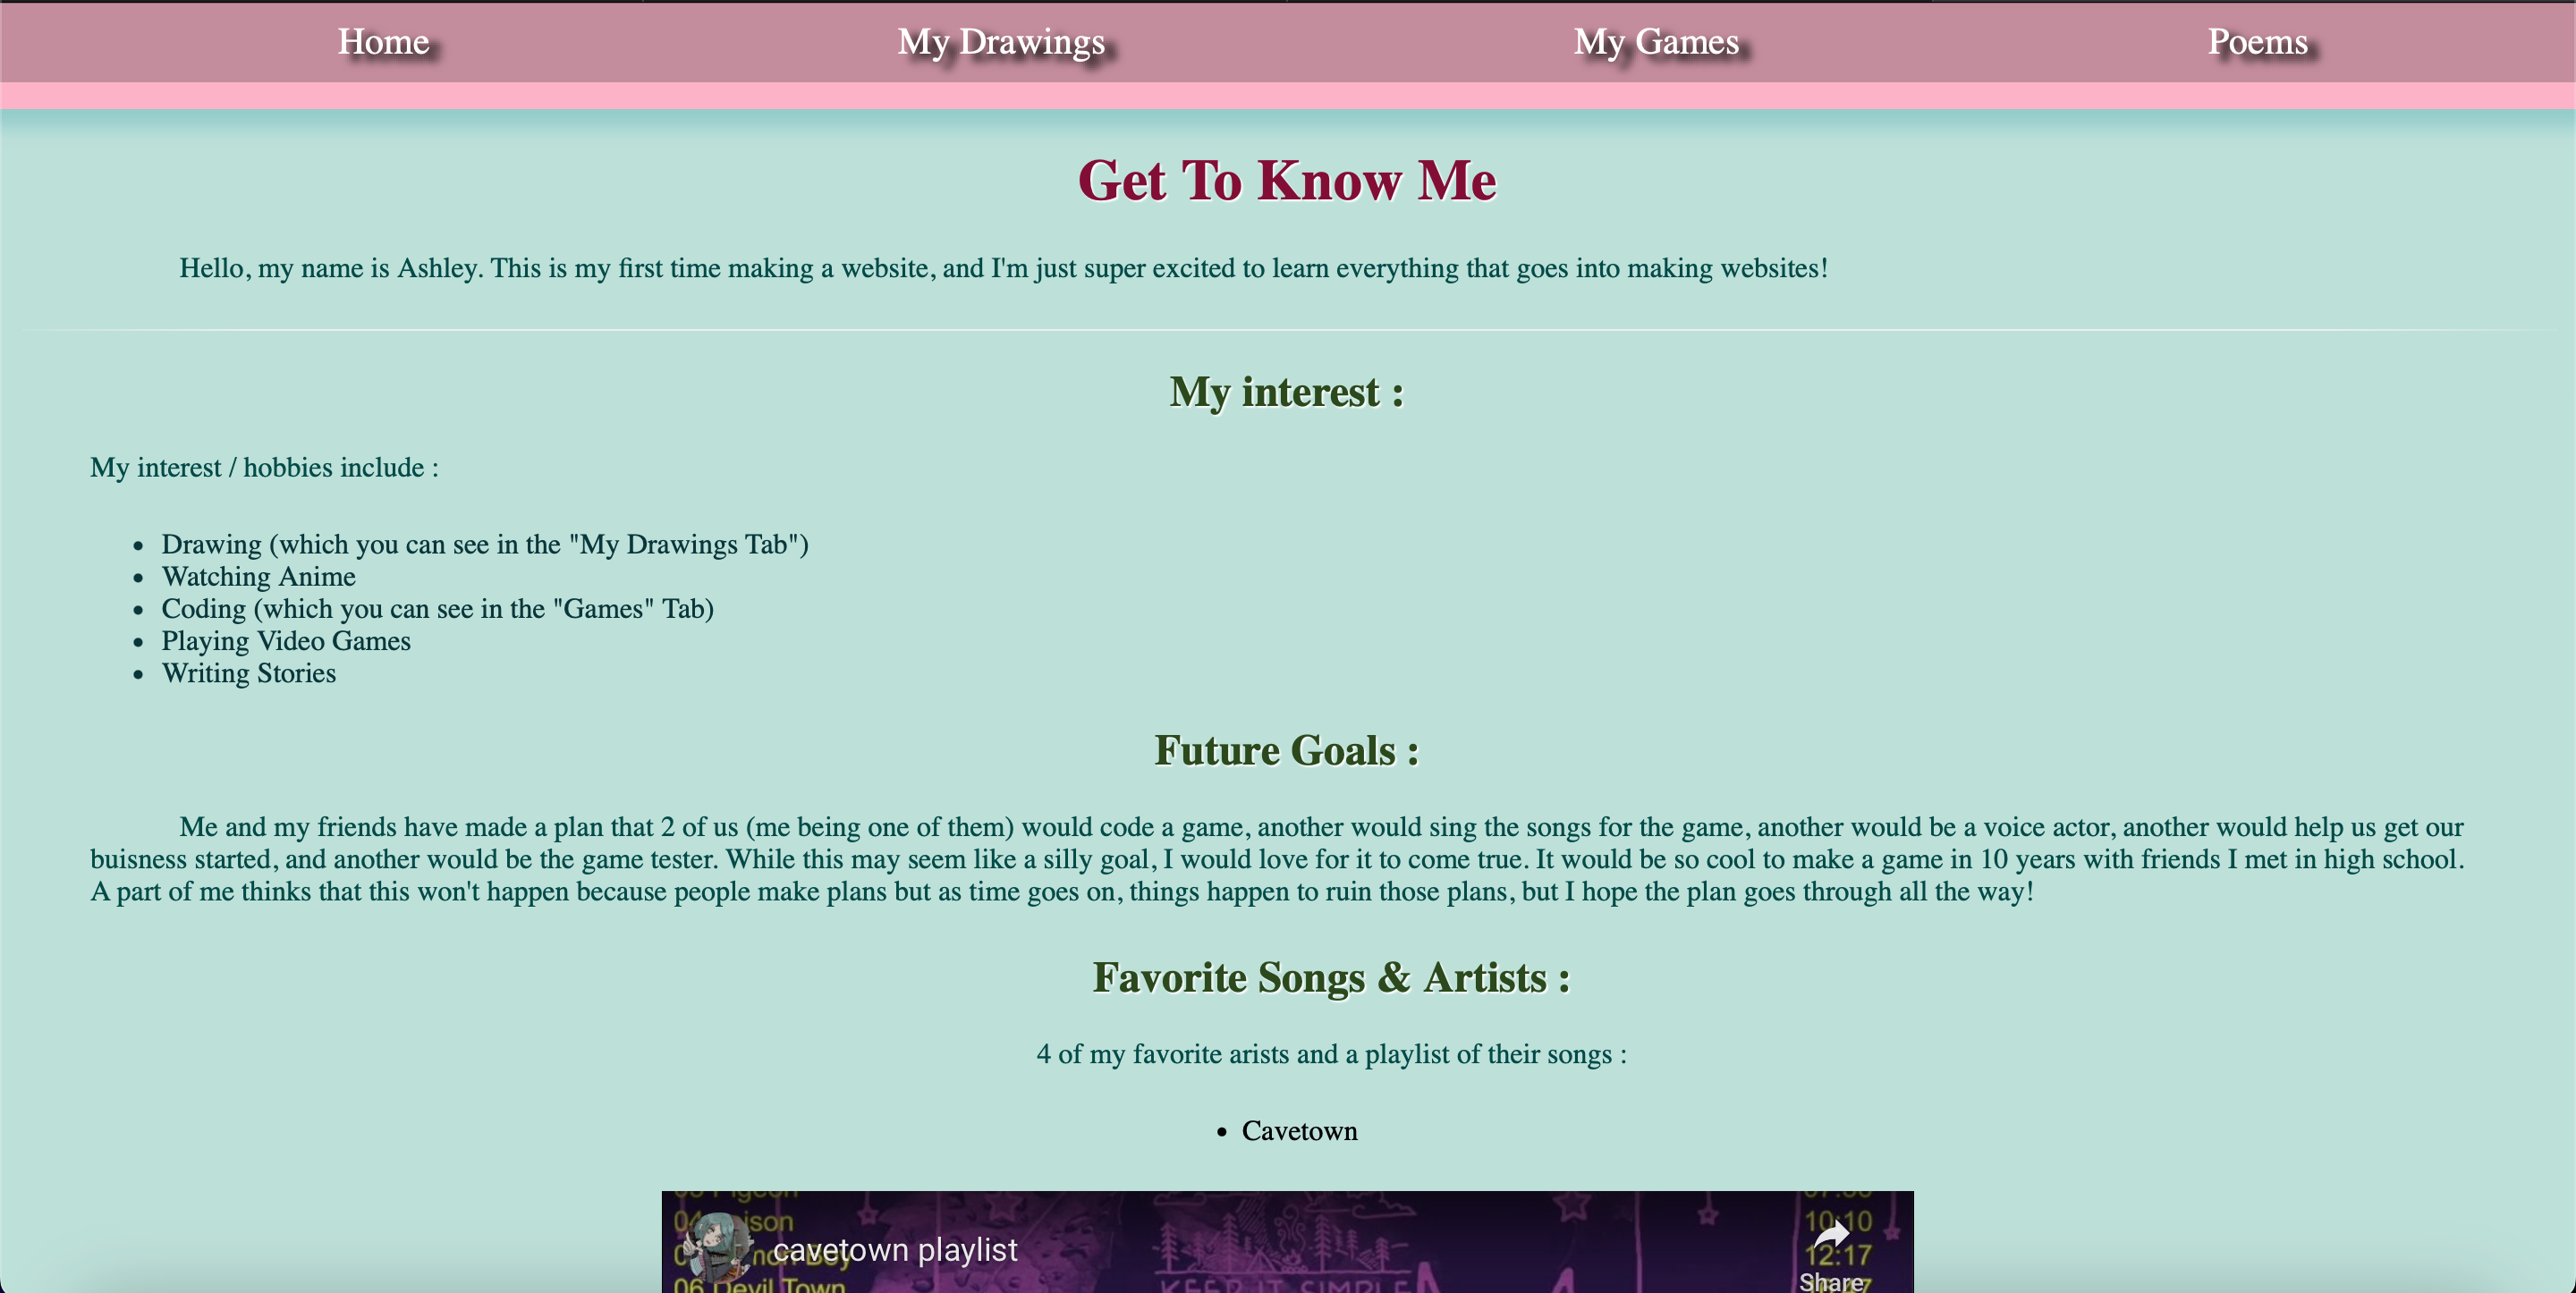 Home My Drawings My Games Poems
Get To Know Me
Hello, my name is Ashley. This is my first time making a website, and I'm just super excited to learn everything that goes into making websites!
My interest :
My interest / hobbies include :
• Drawing (which you can see in the "My Drawings Tab")
• Watching Anime
• Coding (which you can see in the "Games" Tab)
• Playing Video Games
• Writing Stories
Future Goals :
Me and my friends have made a plan that 2 of us (me being one of them) would code a game, another would sing the songs for the game, another would be a voice actor, another would help us get our
buisness started, and another would be the game tester. While this may seem like a silly goal, I would love for it to come true. It would be so cool to make a game in 10 years with friends I met in high school.
A part of me thinks that this won't happen because people make plans but as time goes on, things happen to ruin those plans, but I hope the plan goes through all the way!
Favorite Songs & Artists :
4 of my favorite arists and a playlist of their songs :
• Cavetown
10:10
cavetown playlist
12:17
06 Devil Town
KEEP IT SIMPLE
Share